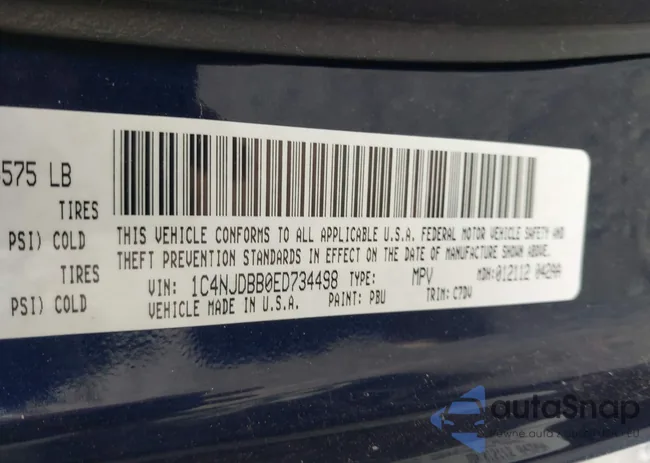 575 LB
TIRES
PSI) COLD
TIRES
PSI) COLD
THIS VEHICLE CONFORMS TO ALL APPLICABLE U.S.A. FEDERAL MOTOR VEHICLE SAFETY AND
THEFT PREVENTION STANDARDS IN EFFECT ON THE DATE OF MANUFACTURE SHOWN ABOVE.
VIN: 1C4NJDBB0ED734498 TYPE: MPV MDH: 012112 042AA
VEHICLE MADE IN U.S.A. PAINT: PBU TRIM: C7DV
autoSnap